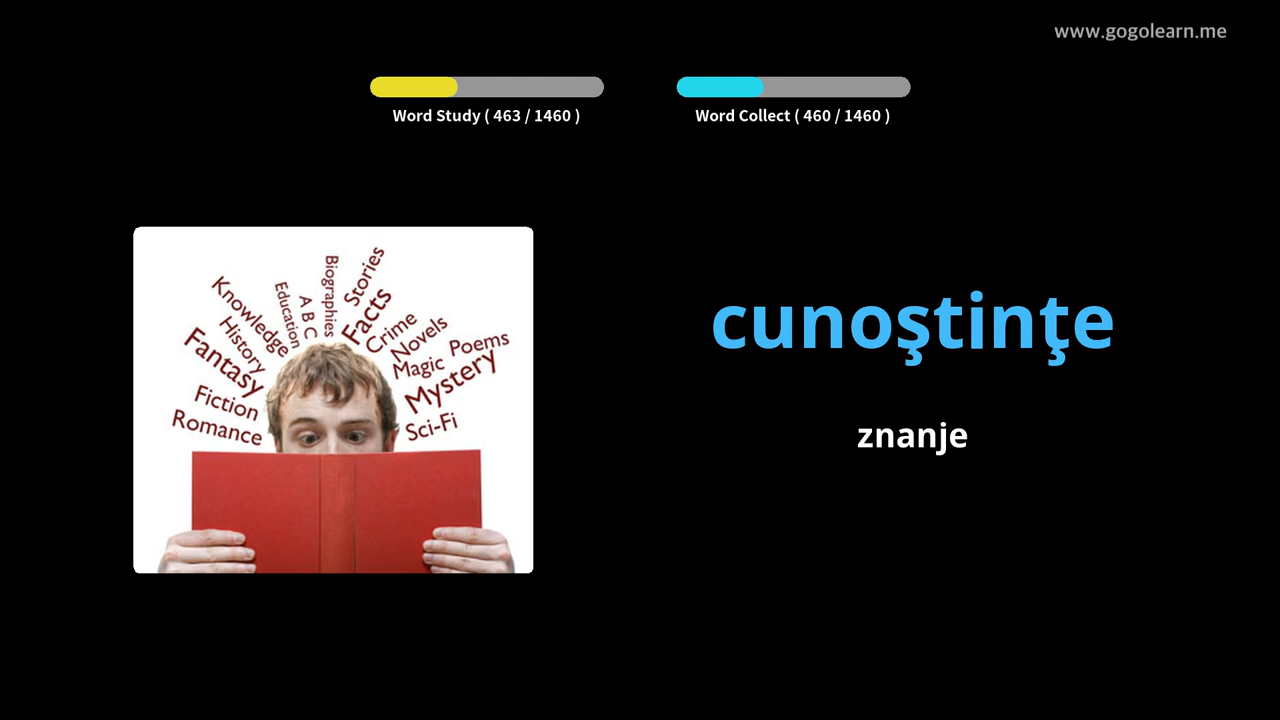 www.gogolearn.me
Word Study ( 463 / 1460 )
Word Collect ( 460 / 1460 )
Knowledge
Education
A B C
Biographies
Stories
Facts
History
Crime
Novels
Poems
Fantasy
Magic
Mystery
Fiction
Romance
Sci-Fi
cunoştinţe
znanje